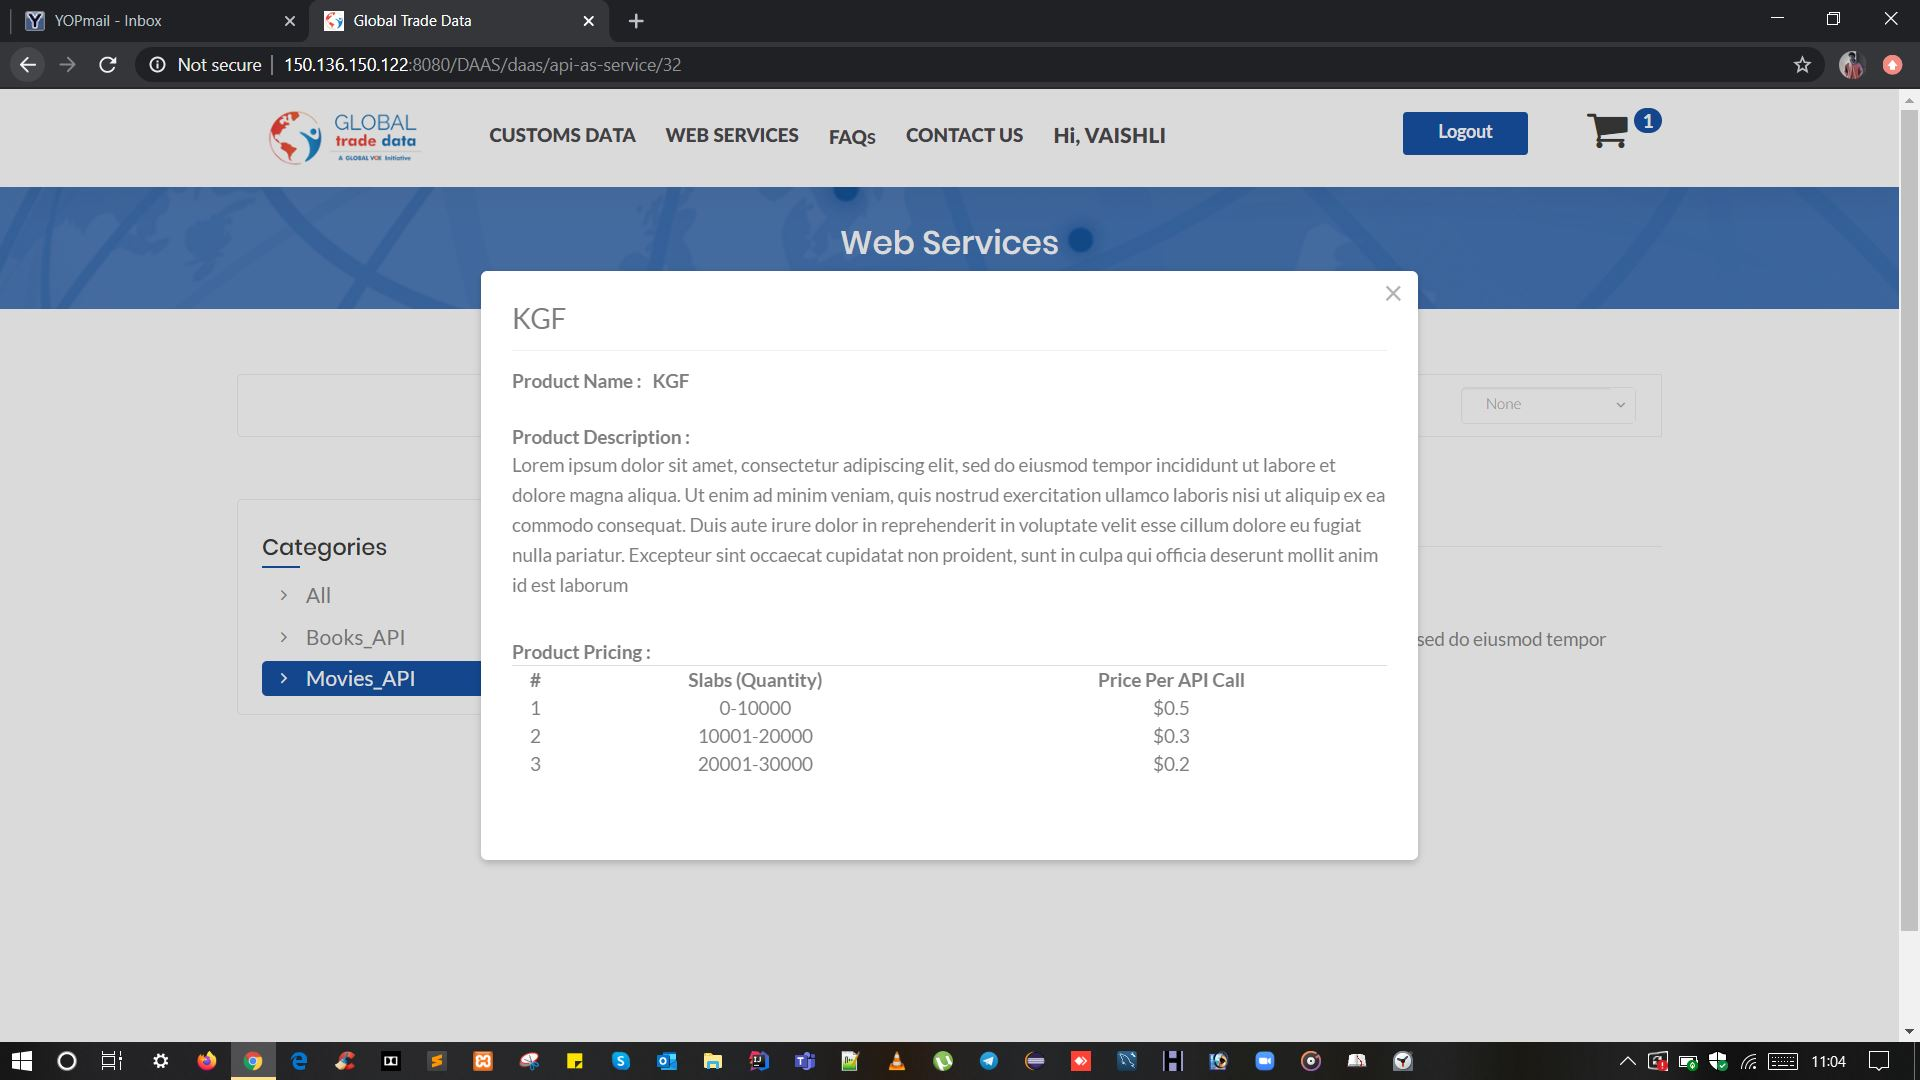 YOPmail - Inbox
Global Trade Data
Not secure
150.136.150.122:8080/DAAS/daas/api-as-service/32
GLOBAL
trade data
A GLOBAL VOX Initiative
CUSTOMS DATA
WEB SERVICES
FAQs
CONTACT US
Hi, VAISHLI
Logout
1
Web Services
KGF
Product Name : KGF
None
Product Description :
Lorem ipsum dolor sit amet, consectetur adipiscing elit, sed do eiusmod tempor incididunt ut labore et
dolore magna aliqua. Ut enim ad minim veniam, quis nostrud exercitation ullamco laboris nisi ut aliquip ex ea
commodo consequat. Duis aute irure dolor in reprehenderit in voluptate velit esse cillum dolore eu fugiat
nulla pariatur. Excepteur sint occaecat cupidatat non proident, sunt in culpa qui officia deserunt mollit anim
id est laborum
Categories
All
Books_API
Movies_API
sed do eiusmod tempor
Product Pricing :
# Slabs (Quantity) Price Per API Call
1 0-10000 $0.5
2 10001-20000 $0.3
3 20001-30000 $0.2
11:04